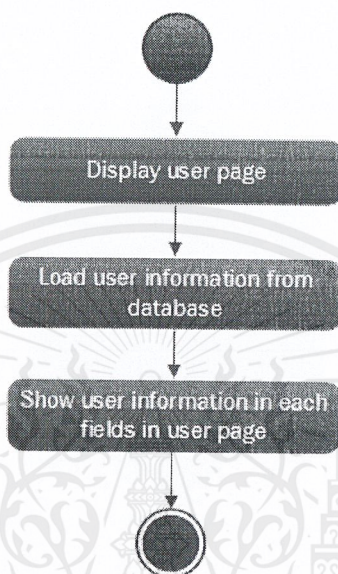 Display user page
Load user information from
database
Show user information in each
fields in user page